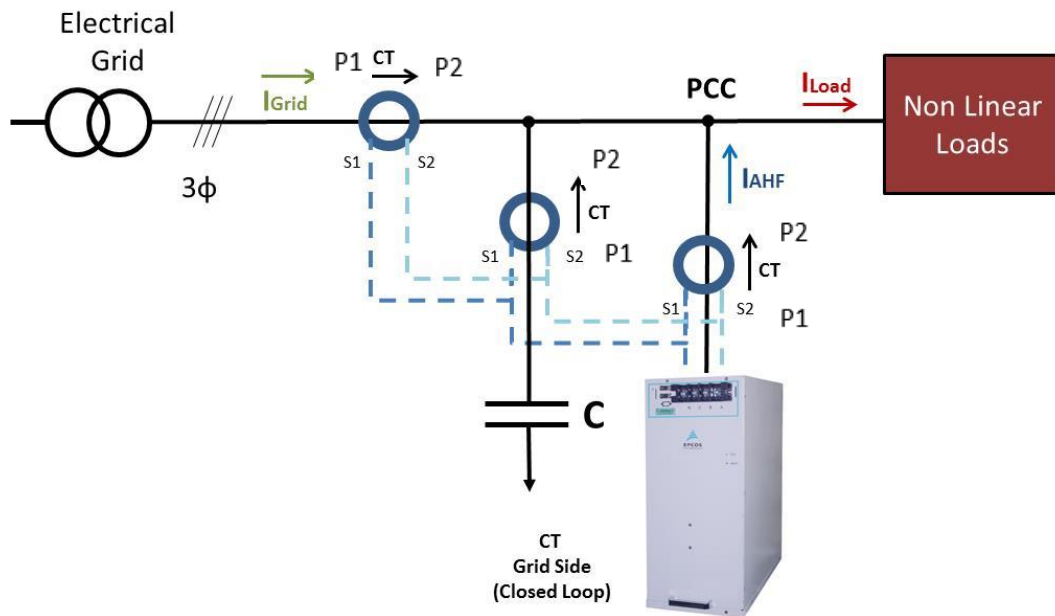 Electrical
Grid
3ϕ
IGrid
P1
CT
P2
S1
S2
PCC
ILoad
Non Linear
Loads
P2
CT
P1
S1
S2
IAHF
P2
CT
P1
S1
S2
C
EPCOS
CT
Grid Side
(Closed Loop)